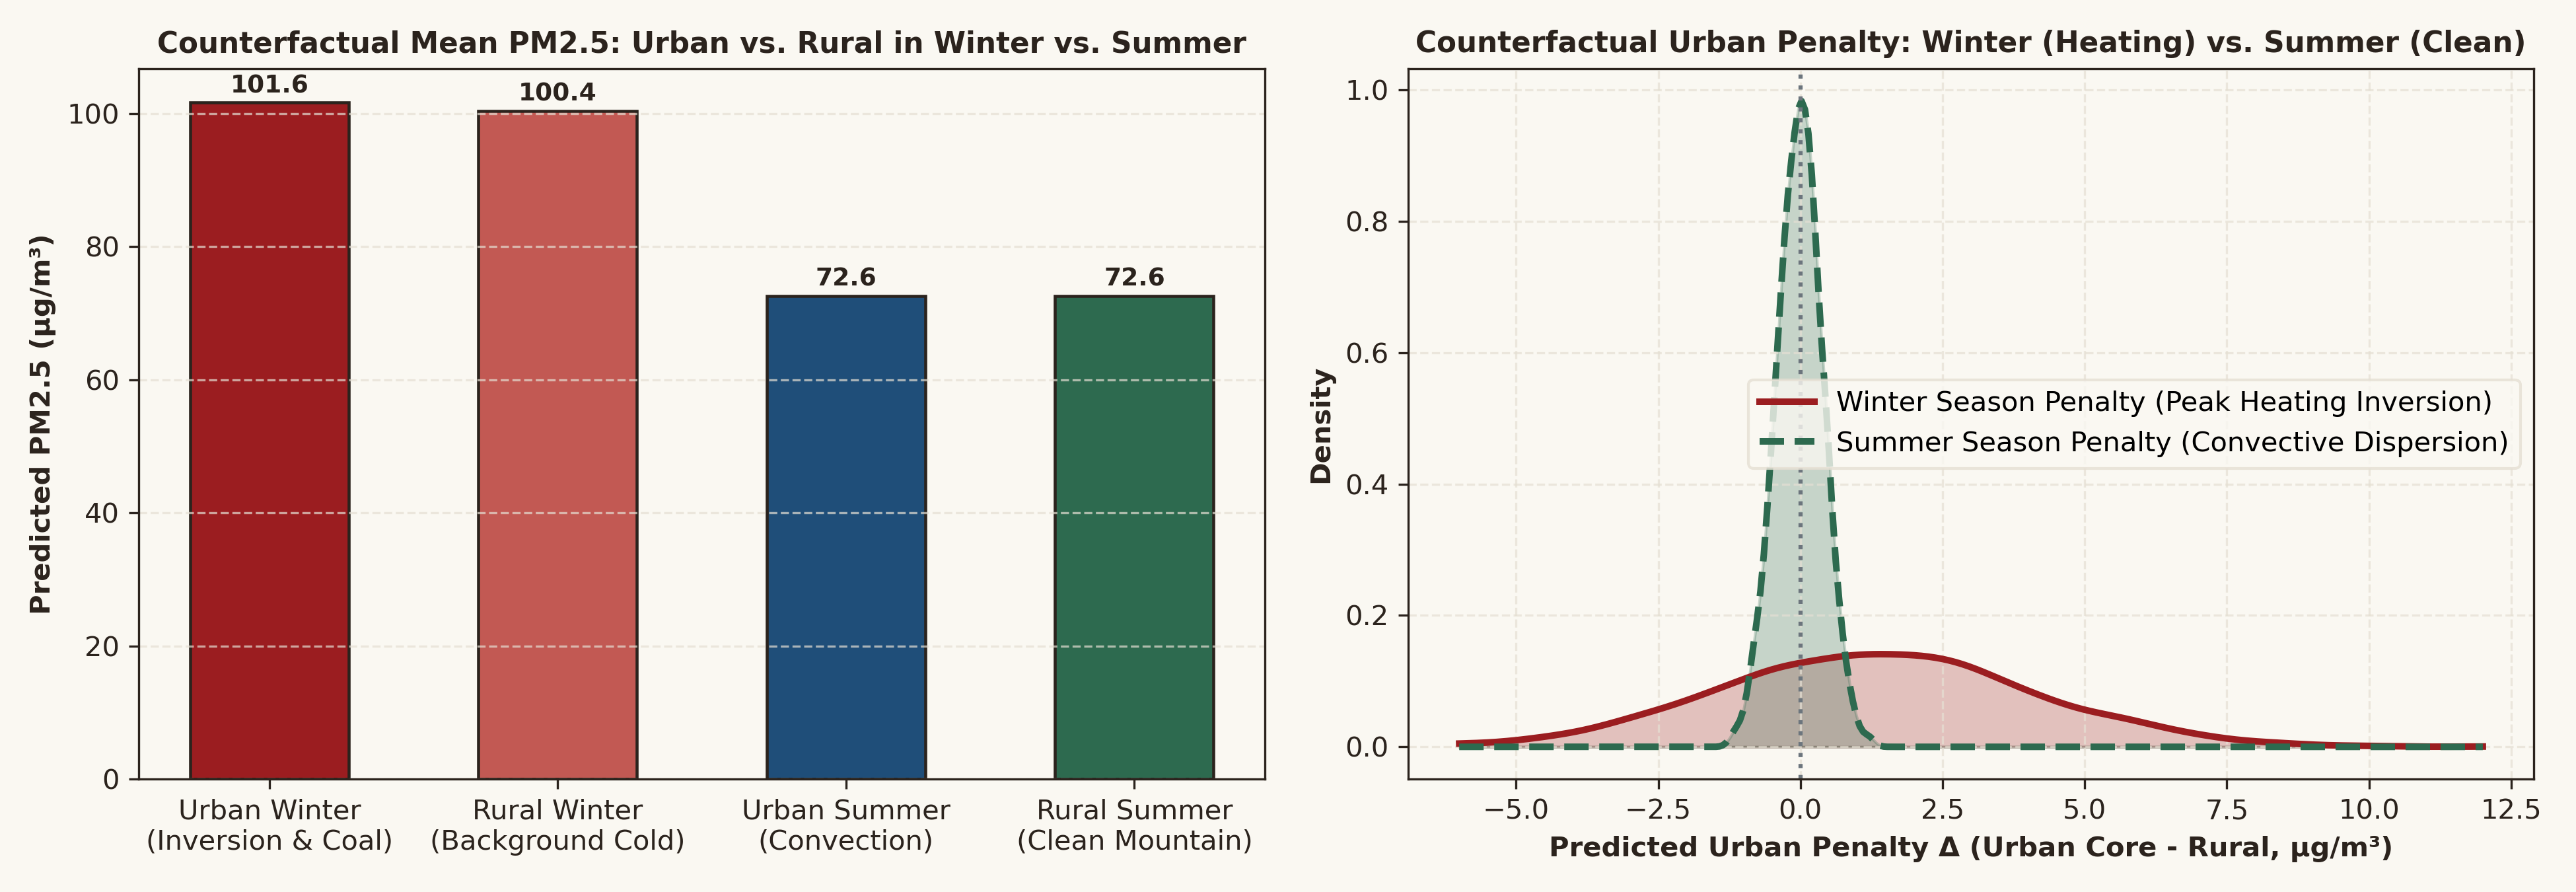 Counterfactual Mean PM2.5: Urban vs. Rural in Winter vs. Summer
Predicted PM2.5 (µg/m³)
100
80
60
40
20
0
101.6
100.4
72.6
72.6
Urban Winter
(Inversion & Coal)
Rural Winter
(Background Cold)
Urban Summer
(Convection)
Rural Summer
(Clean Mountain)
Counterfactual Urban Penalty: Winter (Heating) vs. Summer (Clean)
Density
1.0
0.8
0.6
0.4
0.2
0.0
Winter Season Penalty (Peak Heating Inversion)
Summer Season Penalty (Convective Dispersion)
−5.0
−2.5
0.0
2.5
5.0
7.5
10.0
12.5
Predicted Urban Penalty Δ (Urban Core - Rural, µg/m³)